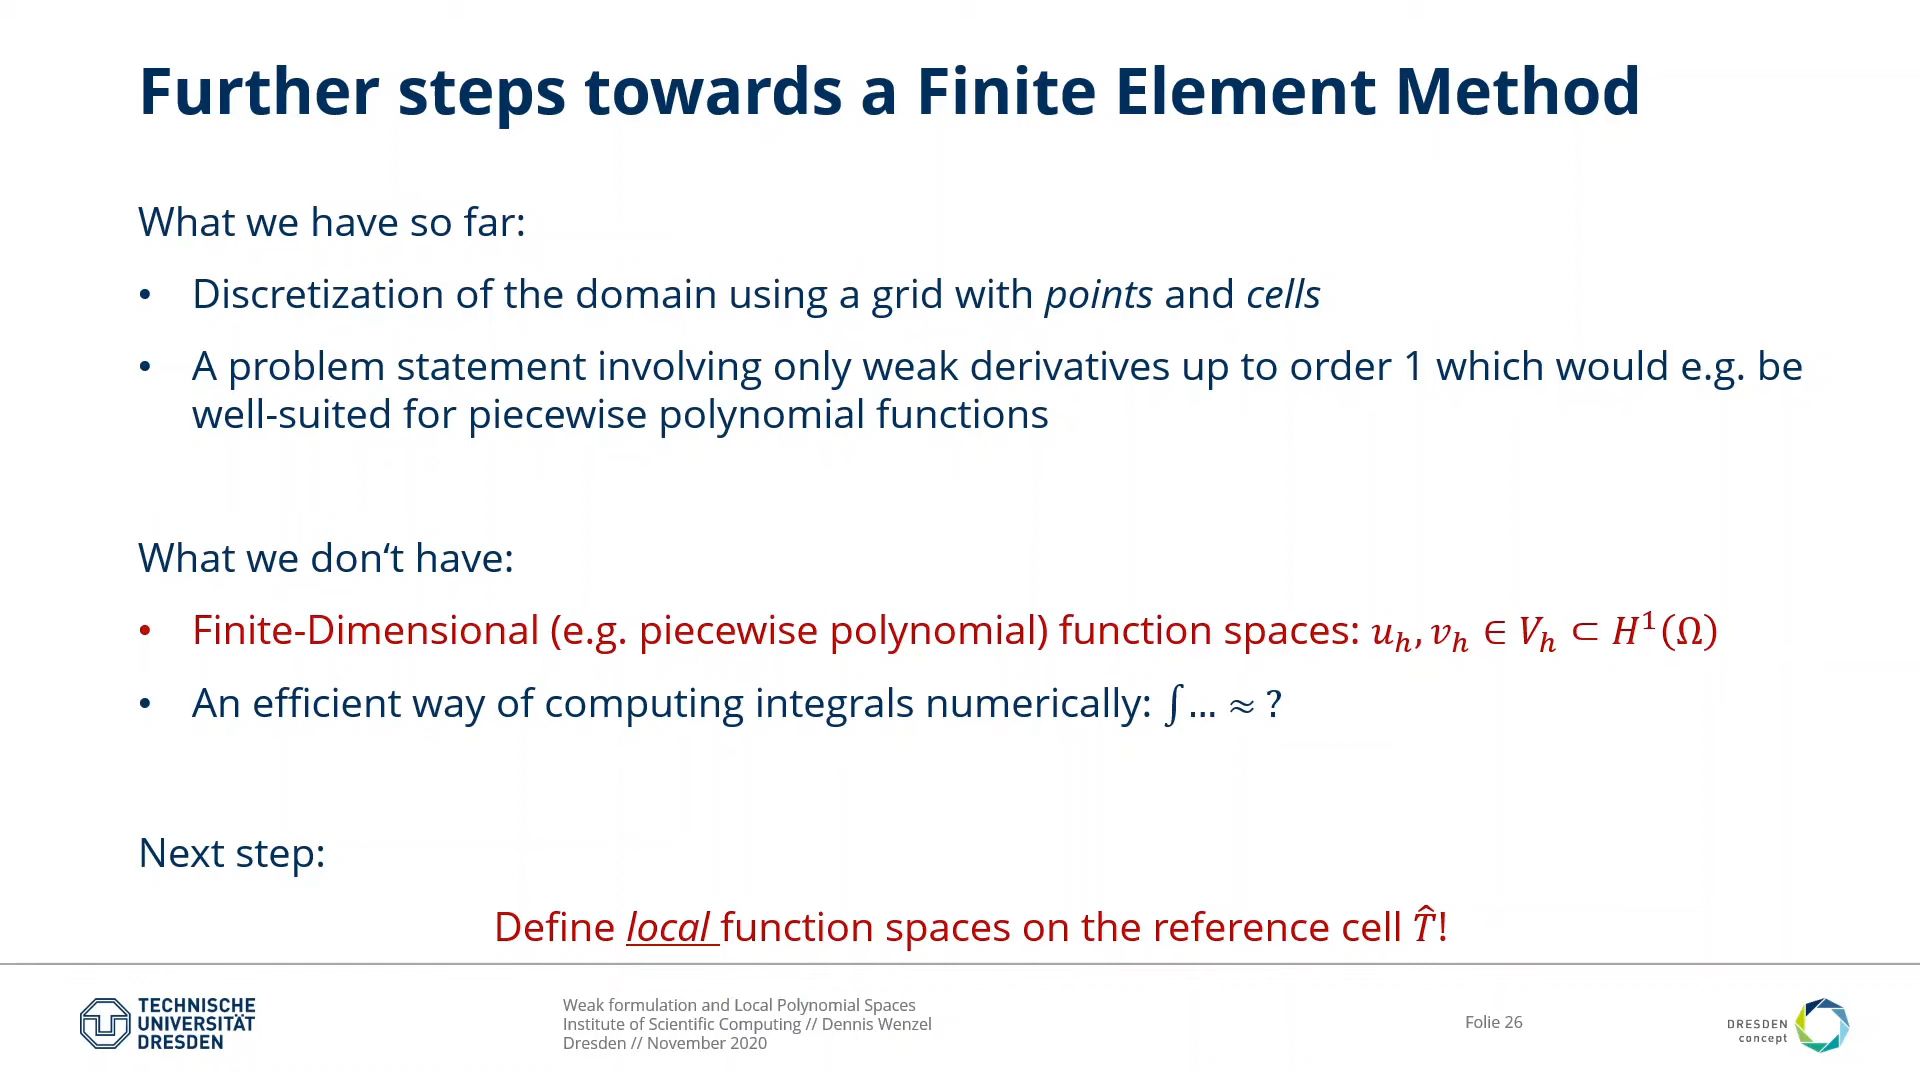 Further steps towards a Finite Element Method
What we have so far:
• Discretization of the domain using a grid with points and cells
• A problem statement involving only weak derivatives up to order 1 which would e.g. be
well-suited for piecewise polynomial functions
What we don‘t have:
• Finite-Dimensional (e.g. piecewise polynomial) function spaces: 𝑢ₕ, 𝑣ₕ ∈ 𝑉ₕ ⊂ 𝐻¹(Ω)
• An efficient way of computing integrals numerically: ∫ … ≈ ?
Next step:
Define local function spaces on the reference cell T̂!
TECHNISCHE
UNIVERSITÄT
DRESDEN
Weak formulation and Local Polynomial Spaces
Institute of Scientific Computing // Dennis Wenzel
Dresden // November 2020
Folie 26
DRESDEN
concept